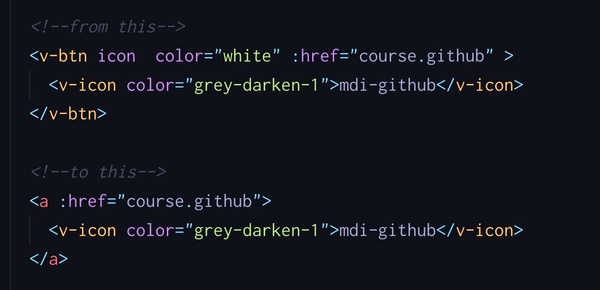 <!--from this-->
<v-btn icon  color="white" :href="course.github" >
  <v-icon color="grey-darken-1">mdi-github</v-icon>
</v-btn>

<!--to this-->
<a :href="course.github">
  <v-icon color="grey-darken-1">mdi-github</v-icon>
</a>